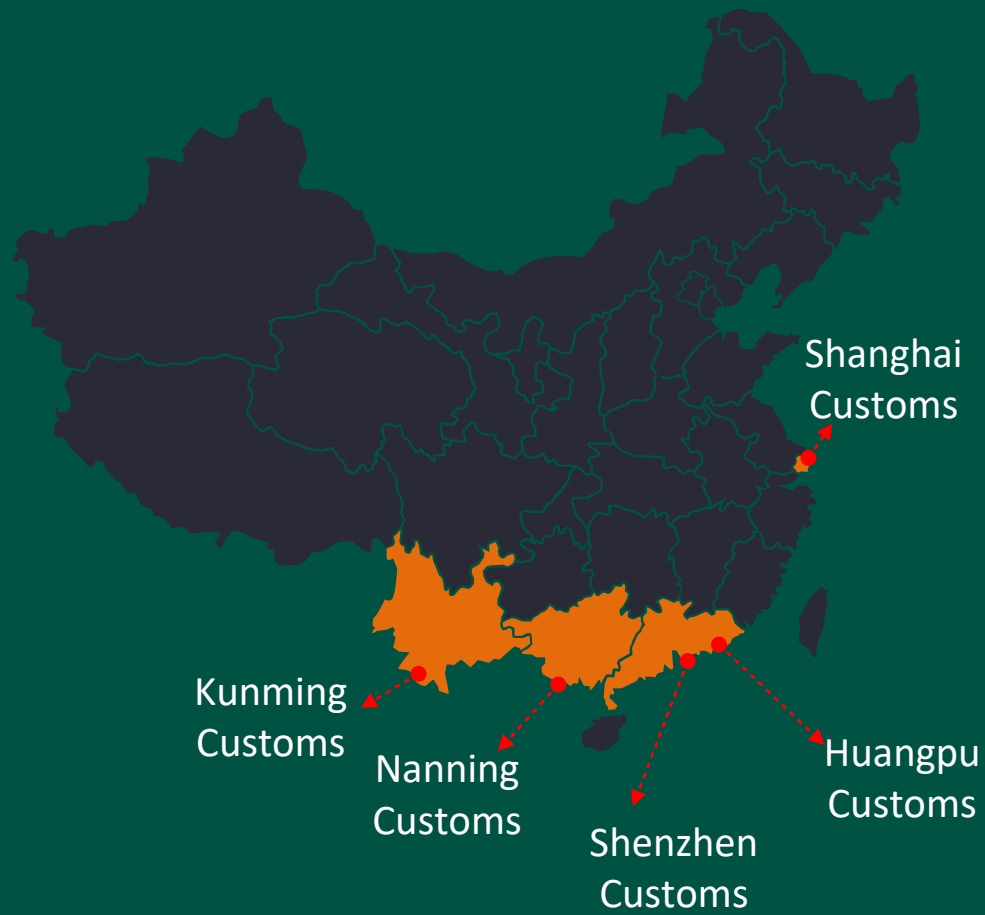 Shanghai
Customs
Kunming
Customs
Nanning
Customs
Shenzhen
Customs
Huangpu
Customs